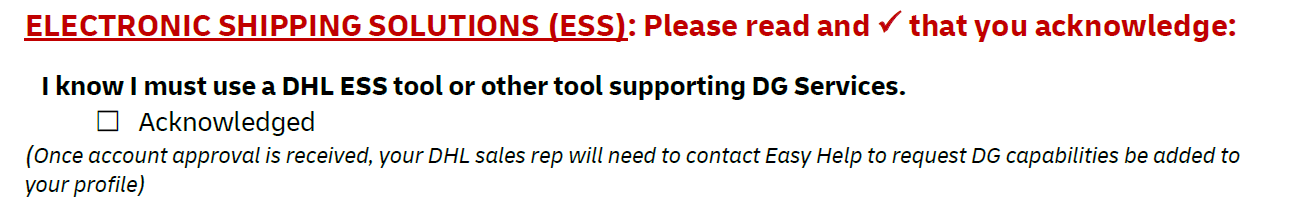 ELECTRONIC SHIPPING SOLUTIONS (ESS): Please read and ✓ that you acknowledge:
I know I must use a DHL ESS tool or other tool supporting DG Services.
☐ Acknowledged
(Once account approval is received, your DHL sales rep will need to contact Easy Help to request DG capabilities be added to
your profile)